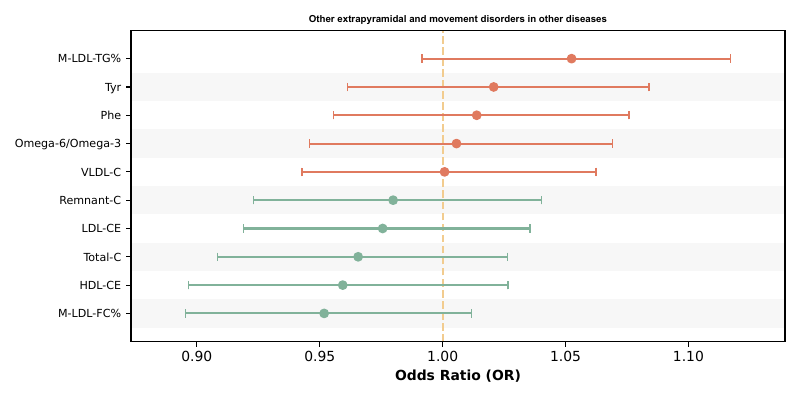 Other extrapyramidal and movement disorders in other diseases
M-LDL-TG%
Tyr
Phe
Omega-6/Omega-3
VLDL-C
Remnant-C
LDL-CE
Total-C
HDL-CE
M-LDL-FC%
0.90 0.95 1.00 1.05 1.10
Odds Ratio (OR)